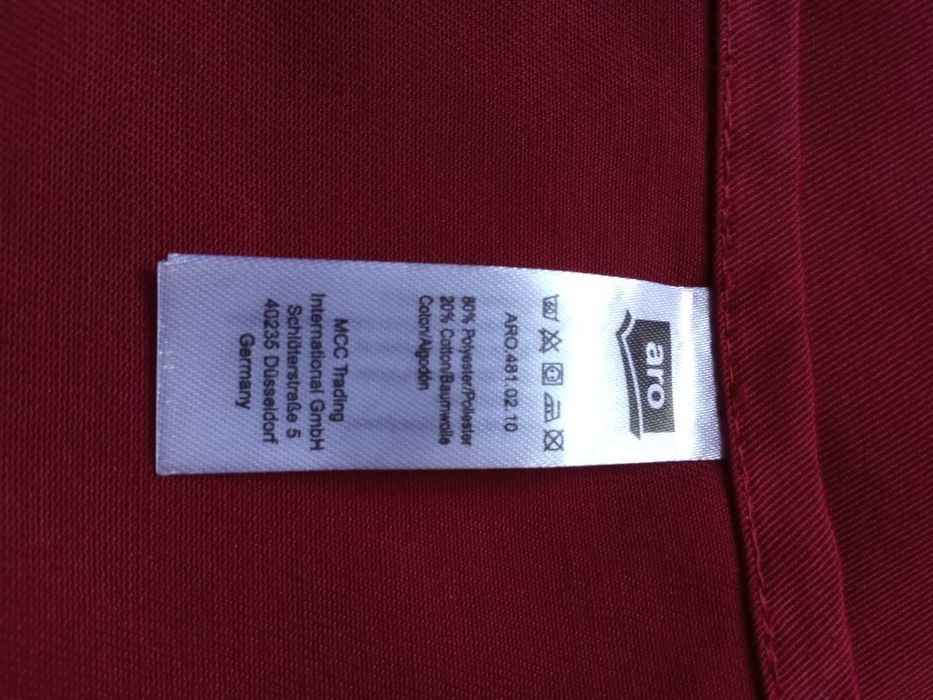 aro
ARO.481.02.10
80% Polyester/Poliester
20% Cotton/Baumwolle
Coton/Algodón
MCC Trading
International GmbH
Schlüterstraße 5
40235 Düsseldorf
Germany